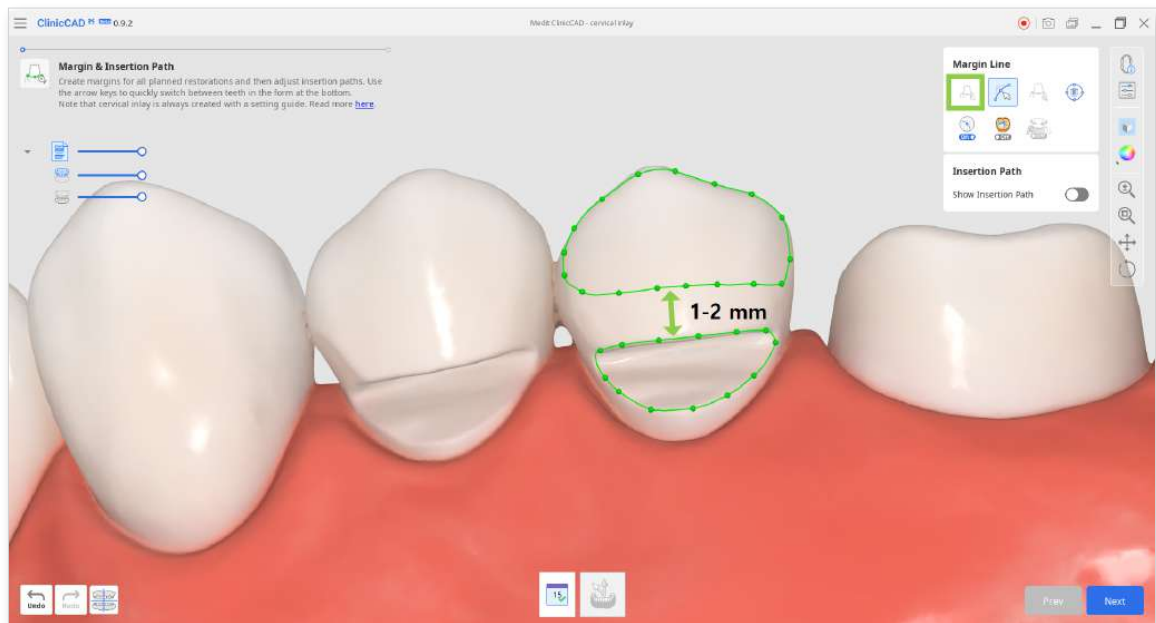 ClinicCAD 0.9.2
Medit ClinicCAD - cervical inlay
Margin & Insertion Path
Create margins for all planned restorations and then adjust insertion paths. Use
the arrow keys to quickly switch between teeth in the form at the bottom.
Note that cervical inlay is always created with a setting guide. Read more here.
Margin Line
Insertion Path
Show Insertion Path
1-2 mm
Undo
Redo
15
Prev
Next